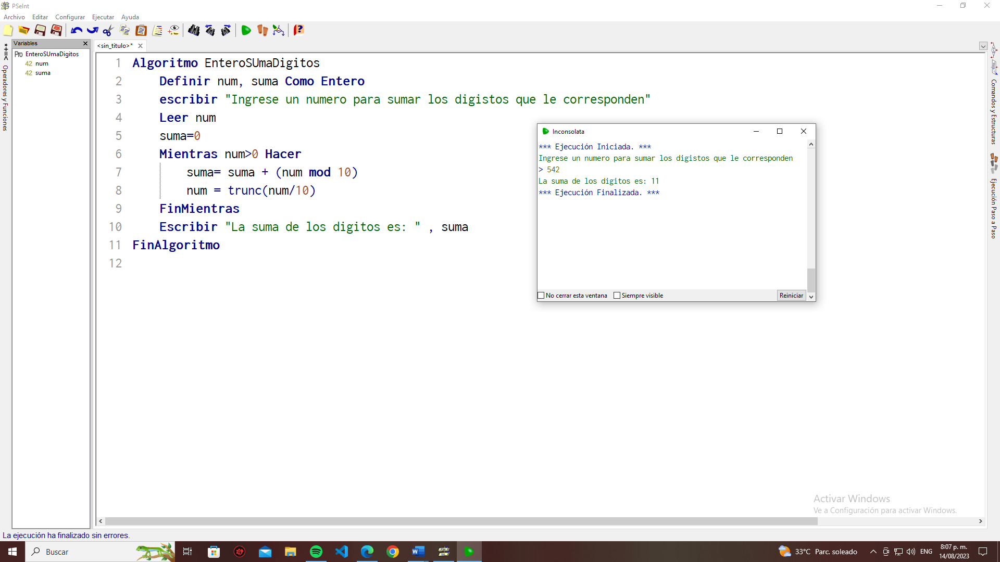 PSeInt
Archivo Editar Configurar Ejecutar Ayuda
Variables
<sin_titulo>*
*+=<
Operadores y Funciones
Pro EnteroSUmaDigitos
42 num
42 suma
1 Algoritmo EnteroSUmaDigitos
2 Definir num, suma Como Entero
3 escribir "Ingrese un numero para sumar los digistos que le corresponden"
4 Leer num
5 suma=0
6 Mientras num>0 Hacer
7 suma= suma + (num mod 10)
8 num = trunc(num/10)
9 FinMientras
10 Escribir "La suma de los digitos es: " , suma
11 FinAlgoritmo
12
Inconsolata
*** Ejecución Iniciada. ***
Ingrese un numero para sumar los digistos que le corresponden
> 542
La suma de los digitos es: 11
*** Ejecución Finalizada. ***
No cerrar esta ventana Siempre visible Reiniciar
Comandos y Estructuras
Ejecución Paso a Paso
Activar Windows
Ve a Configuración para activar Windows.
La ejecución ha finalizado sin errores.
Buscar
33°C Parc. soleado
ENG
8:07 p. m.
14/08/2023